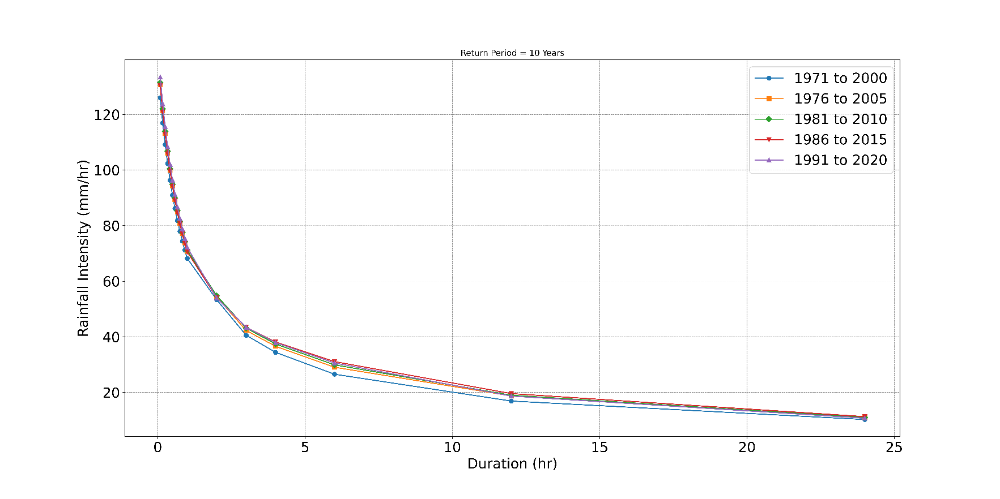 Return Period = 10 Years
1971 to 2000
1976 to 2005
1981 to 2010
1986 to 2015
1991 to 2020
120
100
80
60
40
20
Rainfall Intensity (mm/hr)
0 5 10 15 20 25
Duration (hr)